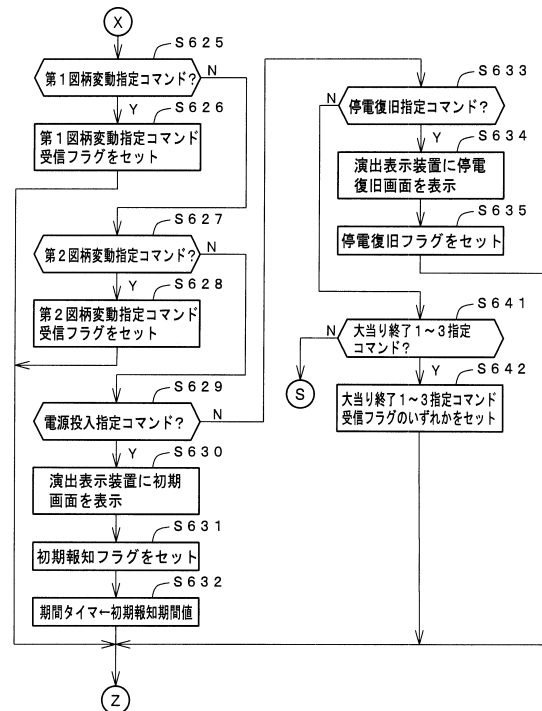 X
S625
第1図柄変動指定コマンド?
N
Y
S626
第1図柄変動指定コマンド
受信フラグをセット
S627
第2図柄変動指定コマンド?
N
Y
S628
第2図柄変動指定コマンド
受信フラグをセット
S629
電源投入指定コマンド?
N
Y
S630
演出表示装置に初期
画面を表示
S631
初期報知フラグをセット
S632
期間タイマ←初期報知期間値
Z
S633
停電復旧指定コマンド?
N
Y
S634
演出表示装置に停電
復旧画面を表示
S635
停電復旧フラグをセット
S641
大当り終了1~3指定
コマンド?
N
S
Y
S642
大当り終了1~3指定コマンド
受信フラグのいずれかをセット